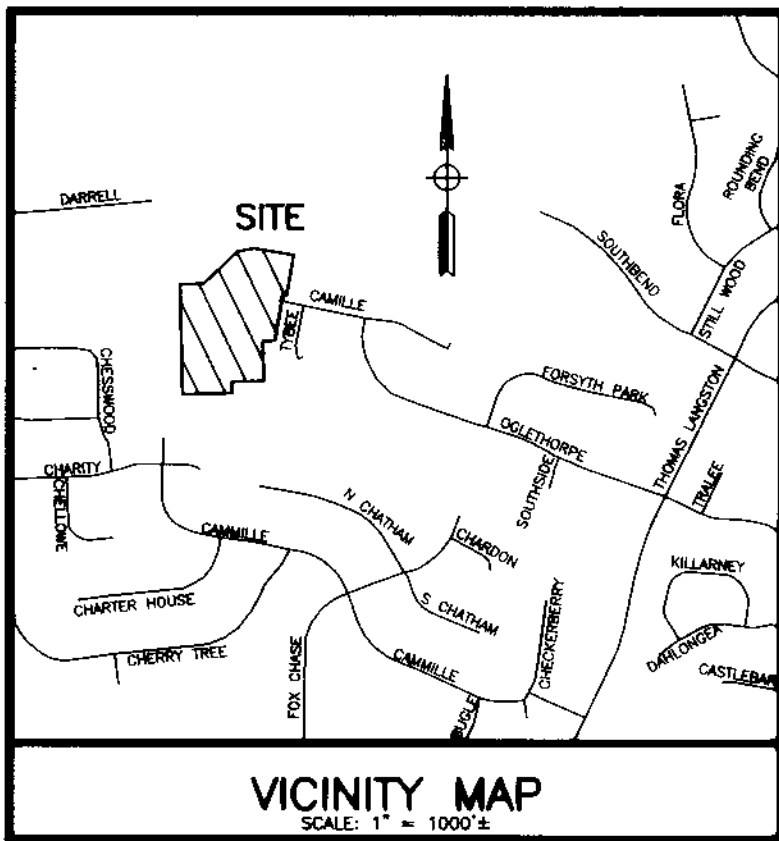 DARRELL
SITE
FLORA
ROUNDING
BEND
SOUTHBEND
STILL WOOD
CAMILLE
TYBEE
CHESSWOOD
FORSYTH PARK
THOMAS LANGSTON
OGLETHORPE
SOUTHSIDE
TRALEE
CHARITY
CHELLOWE
CAMMILLE
N CHATHAM
CHARDON
KILLARNEY
CHARTER HOUSE
S CHATHAM
CHECKERBERRY
DAHLONGEA
CHERRY TREE
CAMMILLE
FOX CHASE
CASTLEBAR
BUGLE
VICINITY MAP
SCALE: 1" = 1000'±